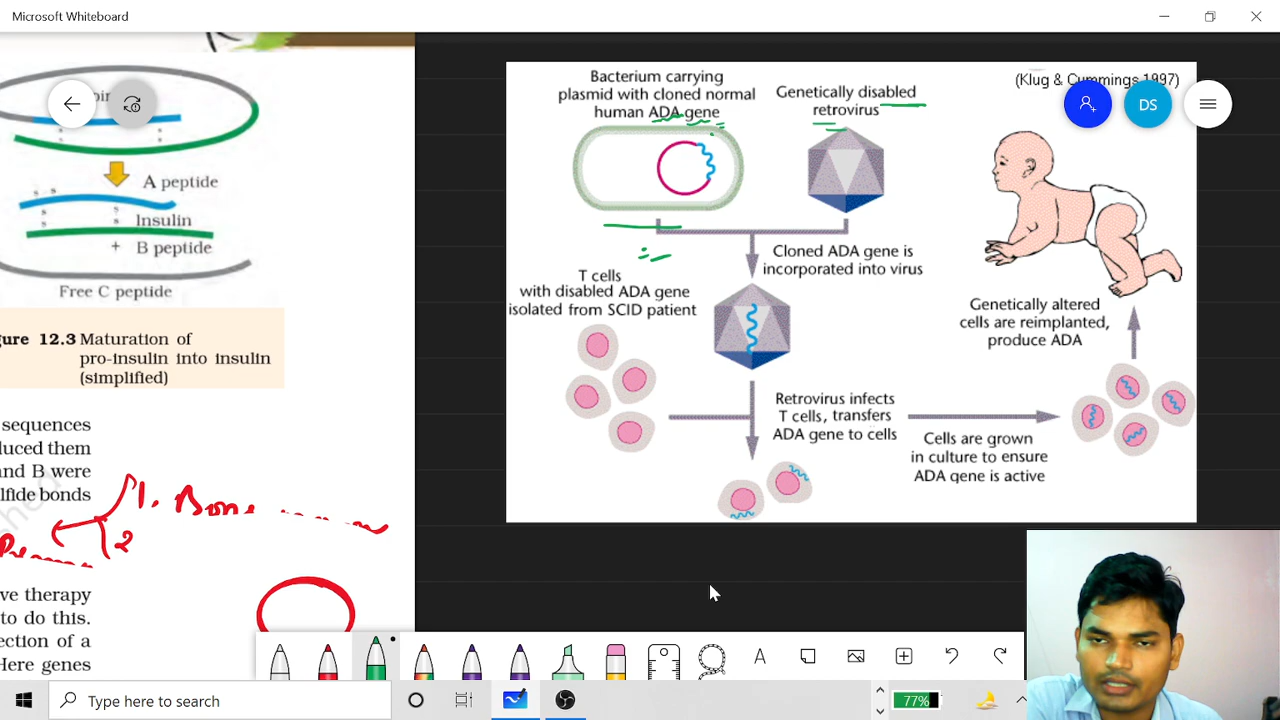 Microsoft Whiteboard
A peptide
Insulin
+ B peptide
Free C peptide
gure 12.3 Maturation of
pro-insulin into insulin
(simplified)
sequences
duced them
and B were
lfide bonds
1. Bone
2
ve therapy
to do this.
ection of a
Here genes
(Klug & Cummings 1997)
Bacterium carrying
plasmid with cloned normal
human ADA gene
Genetically disabled
retrovirus
DS
Cloned ADA gene is
incorporated into virus
T cells
with disabled ADA gene
isolated from SCID patient
Genetically altered
cells are reimplanted,
produce ADA
Retrovirus infects
T cells, transfers
ADA gene to cells
Cells are grown
in culture to ensure
ADA gene is active
A
Type here to search
77%